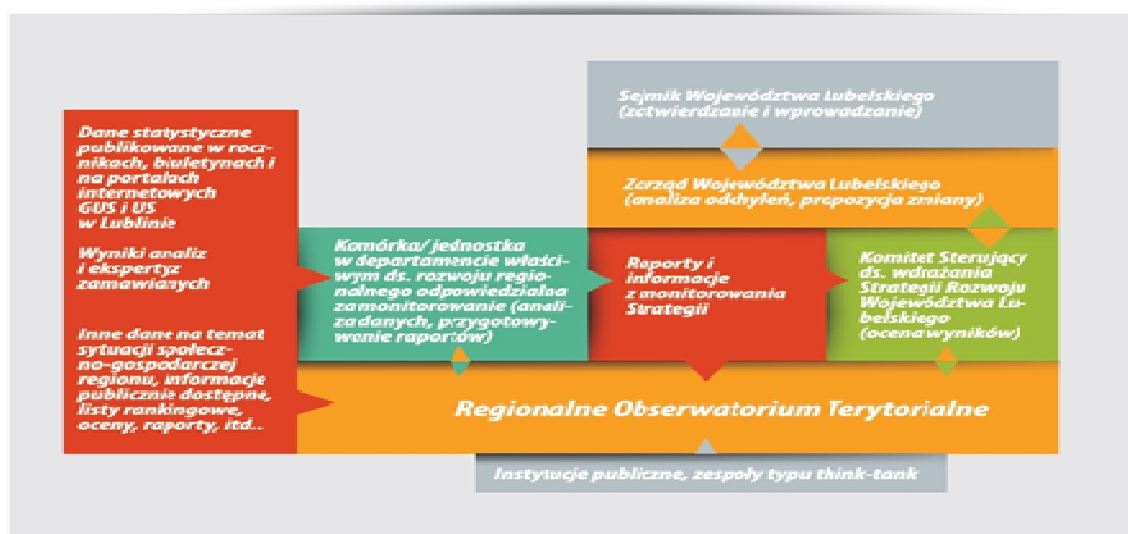 Sejmik Województwa Lubelskiego
(zatwierdzanie i wprowadzanie)
Dane statystyczne
publikowane w rocz-
nikach, biuletynach i
na portalach
internetowych
GUS i US
w Lublinie
Zarząd Województwa Lubelskiego
(analiza odchyleń, propozycja zmiany)
Wyniki analiz
i ekspertyz
zamawianych
Komórka/ jednostka
w departamencie właści-
wym ds. rozwoju regio-
nalnego odpowiedzialna
za monitorowanie (anali-
za danych, przygotowy-
wanie raportów)
Raporty i
informacje
z monitorowania
Strategii
Komitet Sterujący
ds. wdrażania
Strategii Rozwoju
Województwa Lu-
belskiego
(ocena wyników)
Inne dane na temat
sytuacji społecz-
no-gospodarczej
regionu, informacje
publicznie dostępne,
listy rankingowe,
oceny, raporty, itd...
Regionalne Obserwatorium Terytorialne
Instytucje publiczne, zespoły typu think-tank